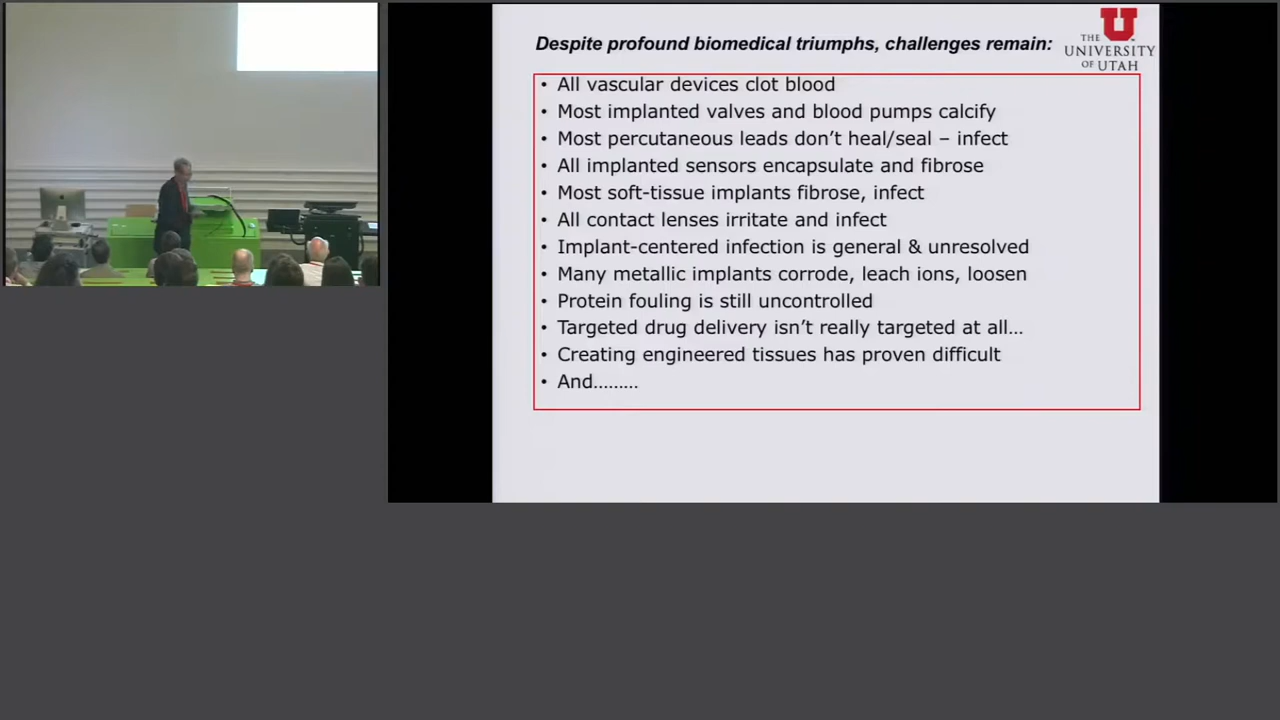 Despite profound biomedical triumphs, challenges remain:
THE
UNIVERSITY
OF UTAH
• All vascular devices clot blood
• Most implanted valves and blood pumps calcify
• Most percutaneous leads don’t heal/seal – infect
• All implanted sensors encapsulate and fibrose
• Most soft-tissue implants fibrose, infect
• All contact lenses irritate and infect
• Implant-centered infection is general & unresolved
• Many metallic implants corrode, leach ions, loosen
• Protein fouling is still uncontrolled
• Targeted drug delivery isn’t really targeted at all…
• Creating engineered tissues has proven difficult
• And………